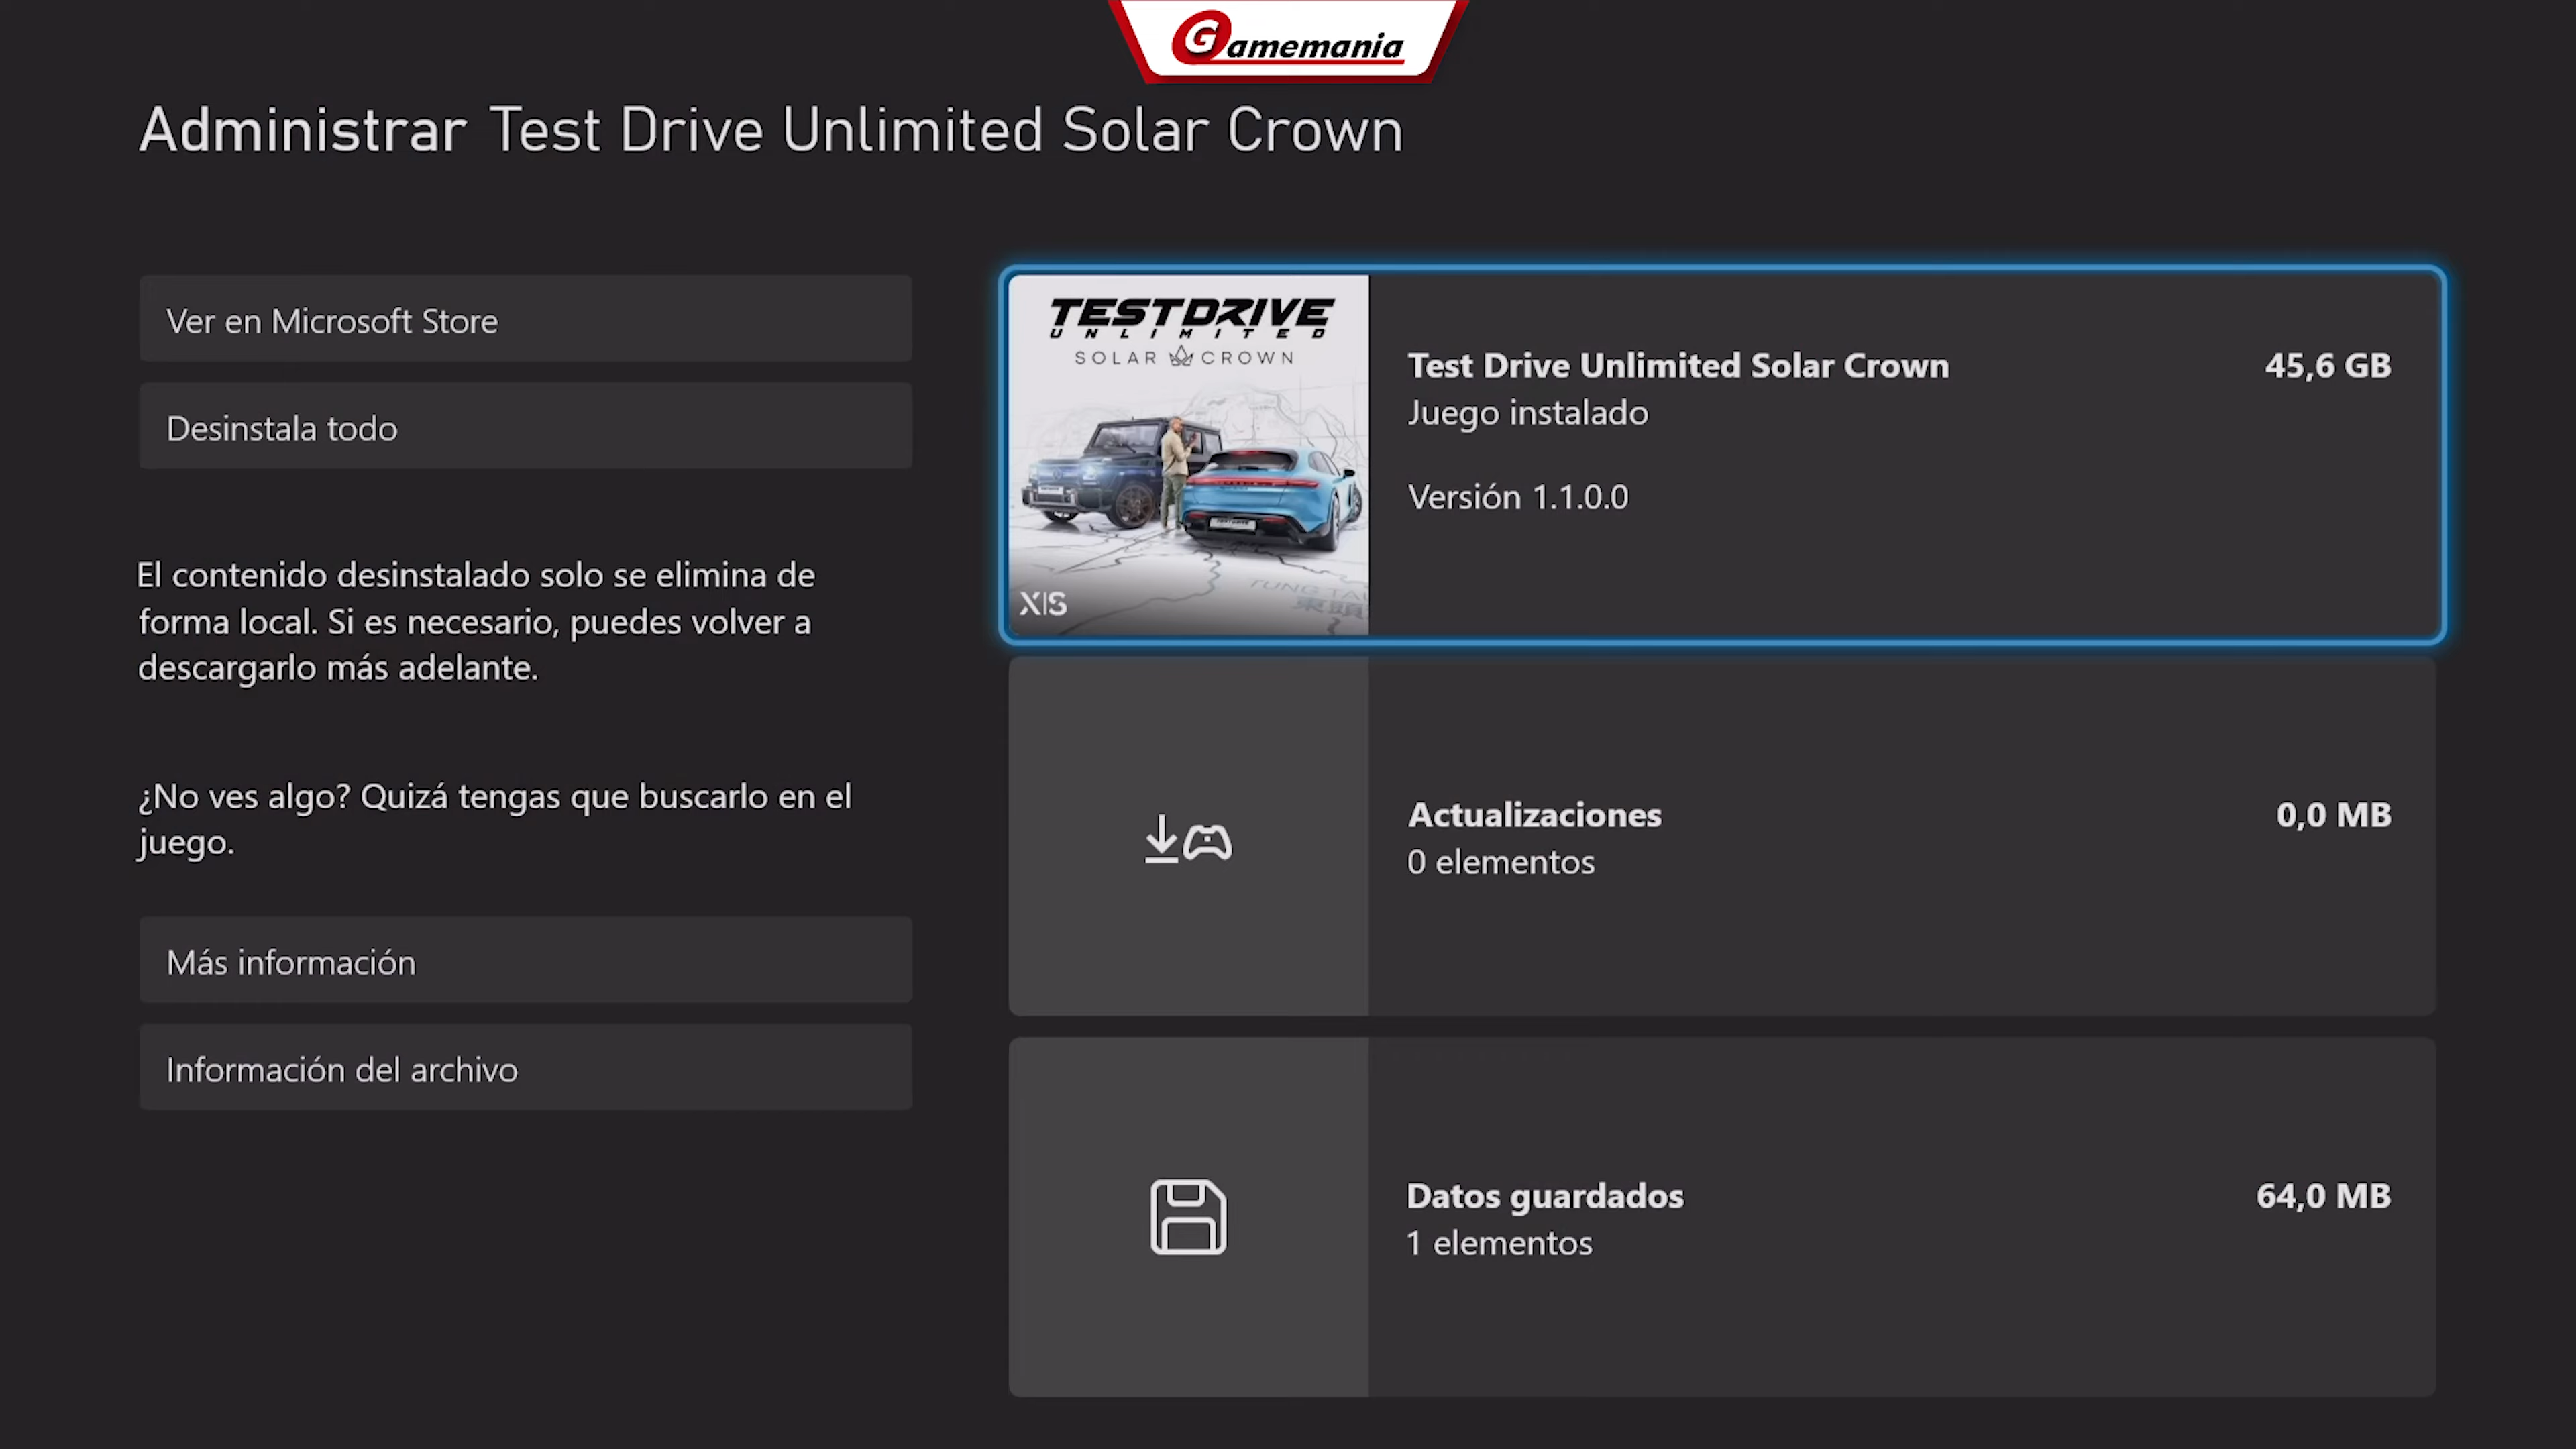 Gamemania
Administrar Test Drive Unlimited Solar Crown
Ver en Microsoft Store
Desinstala todo
El contenido desinstalado solo se elimina de
forma local. Si es necesario, puedes volver a
descargarlo más adelante.
¿No ves algo? Quizá tengas que buscarlo en el
juego.
Más información
Información del archivo
TEST DRIVE
UNLIMITED
SOLAR CROWN
X|S
Test Drive Unlimited Solar Crown 45,6 GB
Juego instalado
Versión 1.1.0.0
Actualizaciones 0,0 MB
0 elementos
Datos guardados 64,0 MB
1 elementos